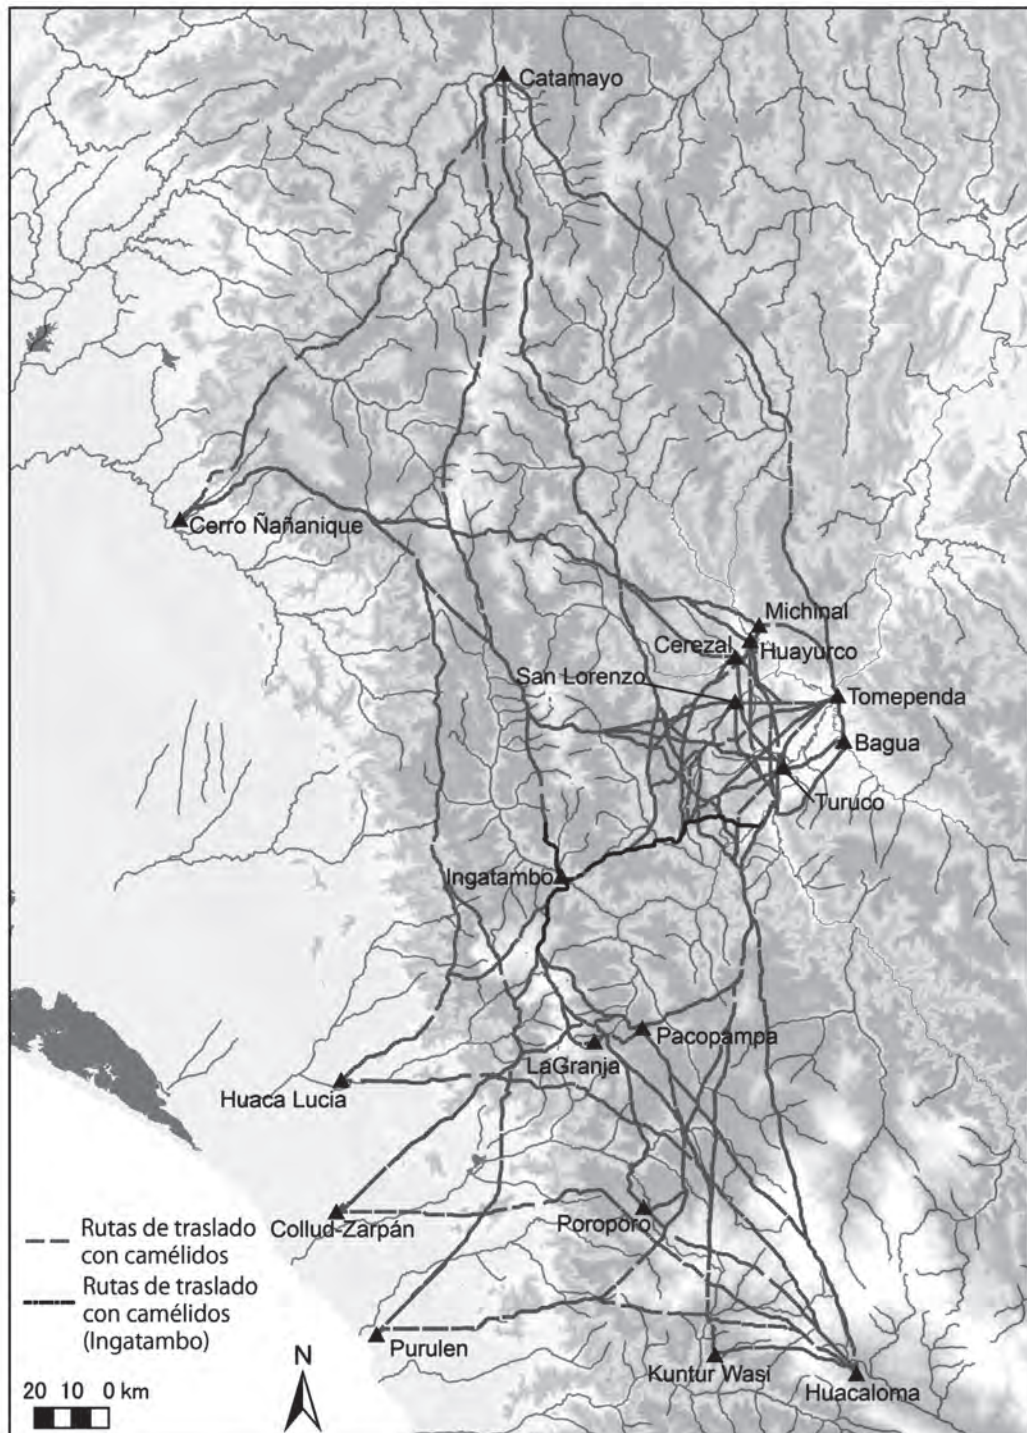 Catamayo
Cerro Ñañanique
Michinal
Cerezal
Huayurco
San Lorenzo
Tomependa
Bagua
Turuco
Ingatambo
Pacopampa
LaGranja
Huaca Lucia
Poroporo
Collud-Zarpán
Rutas de traslado
con camélidos
Rutas de traslado
con camélidos
(Ingatambo)
Purulen
Kuntur Wasi
Huacaloma
N
20 10 0 km